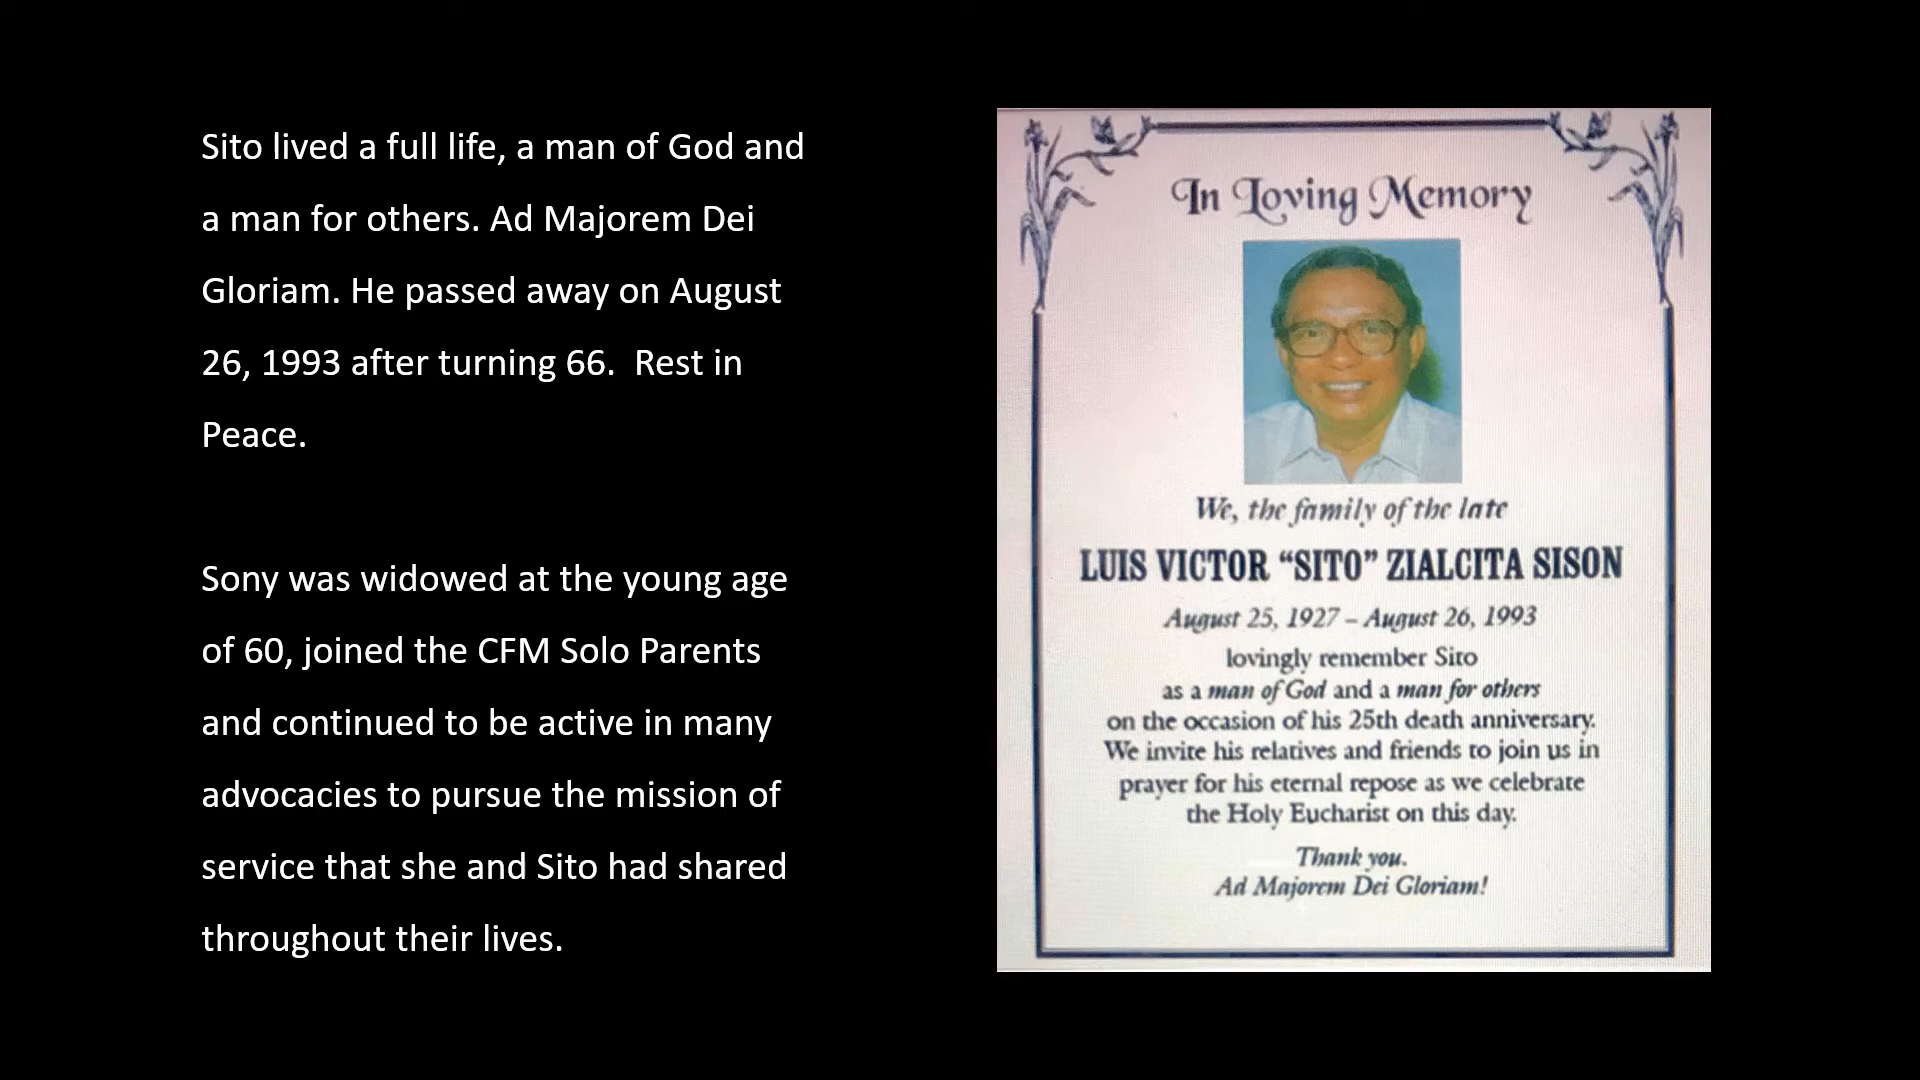 Sito lived a full life, a man of God and
a man for others. Ad Majorem Dei
Gloriam. He passed away on August
26, 1993 after turning 66.  Rest in
Peace.
Sony was widowed at the young age
of 60, joined the CFM Solo Parents
and continued to be active in many
advocacies to pursue the mission of
service that she and Sito had shared
throughout their lives.
In Loving Memory
We, the family of the late
LUIS VICTOR “SITO” ZIALCITA SISON
August 25, 1927 – August 26, 1993
lovingly remember Sito
as a man of God and a man for others
on the occasion of his 25th death anniversary.
We invite his relatives and friends to join us in
prayer for his eternal repose as we celebrate
the Holy Eucharist on this day.
Thank you.
Ad Majorem Dei Gloriam!